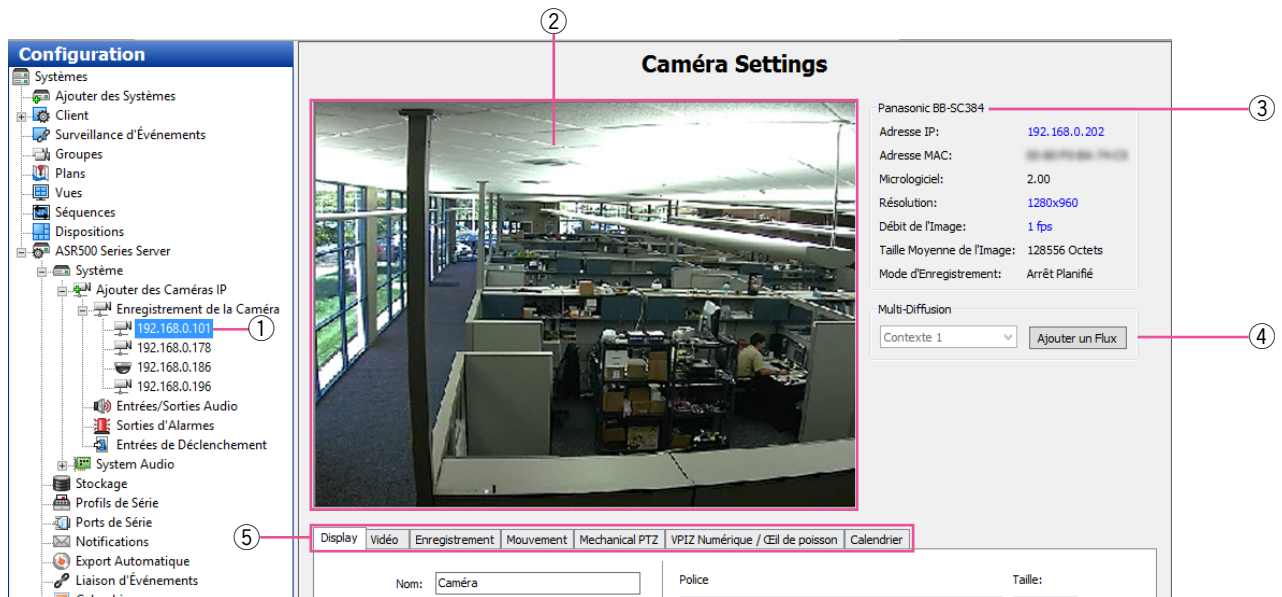 ②
Configuration
Systèmes
Ajouter des Systèmes
Client
Surveillance d'Événements
Groupes
Plans
Vues
Séquences
Dispositions
ASR500 Series Server
Système
Ajouter des Caméras IP
Enregistrement de la Caméra
192.168.0.101
①
192.168.0.178
192.168.0.186
192.168.0.196
Entrées/Sorties Audio
Sorties d'Alarmes
Entrées de Déclenchement
System Audio
Stockage
Profils de Série
Ports de Série
Notifications
Export Automatique
Liaison d'Événements
Caméra Settings
Panasonic BB-SC384
③
Adresse IP: 192.168.0.202
Adresse MAC:
Micrologiciel: 2.00
Résolution: 1280x960
Débit de l'Image: 1 fps
Taille Moyenne de l'Image: 128556 Octets
Mode d'Enregistrement: Arrêt Planifié
Multi-Diffusion
Contexte 1 Ajouter un Flux
④
⑤
Display Vidéo Enregistrement Mouvement Mechanical PTZ VPIZ Numérique / Œil de poisson Calendrier
Nom: Caméra
Police
Taille: